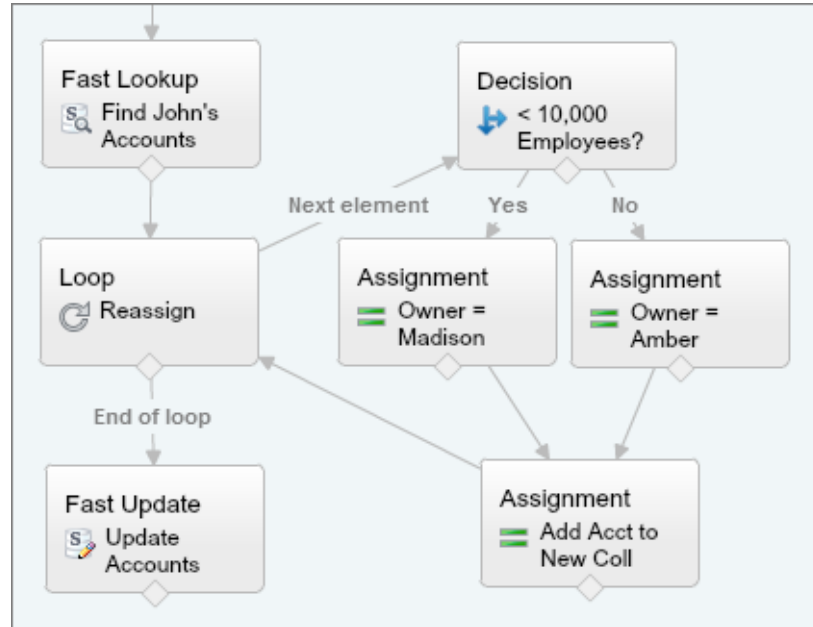 Fast Lookup
Find John's
Accounts
Decision
< 10,000
Employees?
Next element
Yes
No
Loop
Reassign
Assignment
Owner =
Madison
Assignment
Owner =
Amber
End of loop
Fast Update
Update
Accounts
Assignment
Add Acct to
New Coll